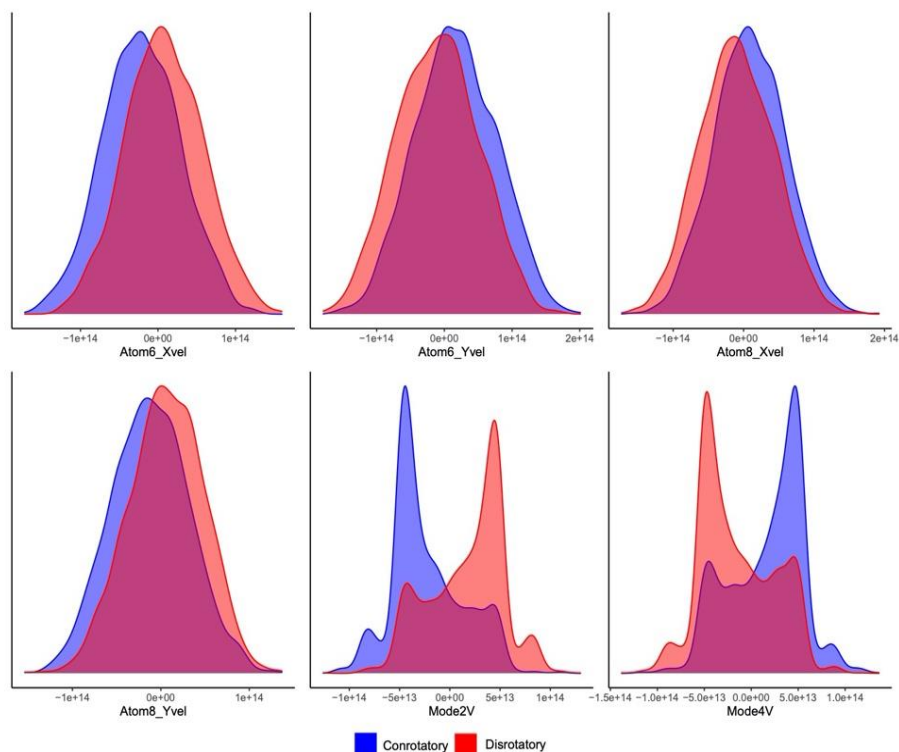 −1e+14 0e+00 1e+14
Atom6_Xvel
−1e+14 0e+00 1e+14 2e+14
Atom6_Yvel
−1e+14 0e+00 1e+14 2e+14
Atom8_Xvel
−1e+14 0e+00 1e+14
Atom8_Yvel
−1e+14 −5e+13 0e+00 5e+13 1e+14
Mode2V
−1.5e+14 −1.0e+14 −5.0e+13 0.0e+00 5.0e+13 1.0e+14
Mode4V
Conrotatory Disrotatory